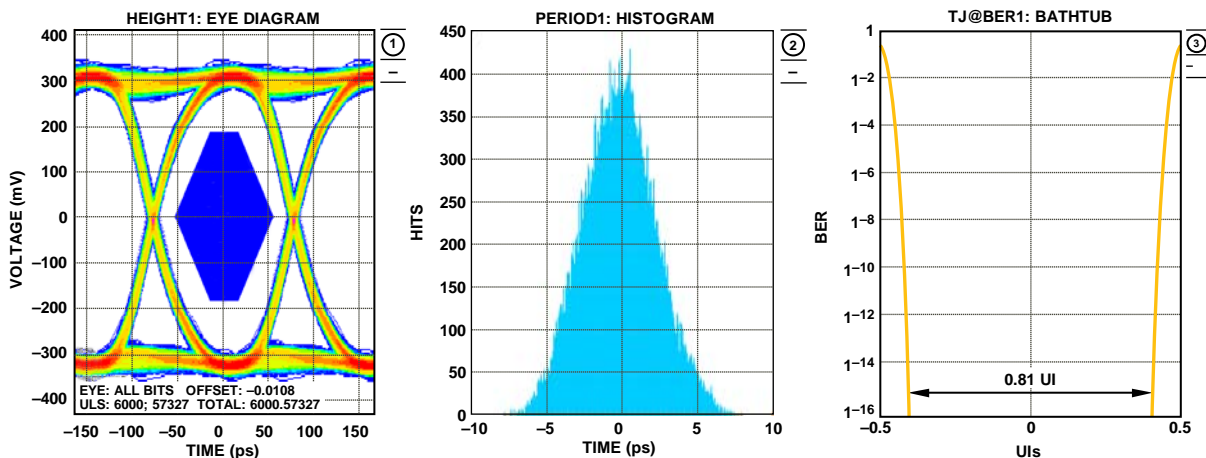 HEIGHT1: EYE DIAGRAM
1
–
VOLTAGE (mV)
400
300
200
100
0
–100
–200
–300
–400
EYE: ALL BITS OFFSET: –0.0108
ULS: 6000; 57327 TOTAL: 6000.57327
–150 –100 –50 0 50 100 150
TIME (ps)
PERIOD1: HISTOGRAM
2
–
HITS
450
400
350
300
250
200
150
100
50
0
–10 –5 0 5 10
TIME (ps)
TJ@BER1: BATHTUB
3
–
BER
1
1–2
1–4
1–6
1–8
1–10
1–12
1–14
1–16
0.81 UI
–0.5 0 0.5
UIs